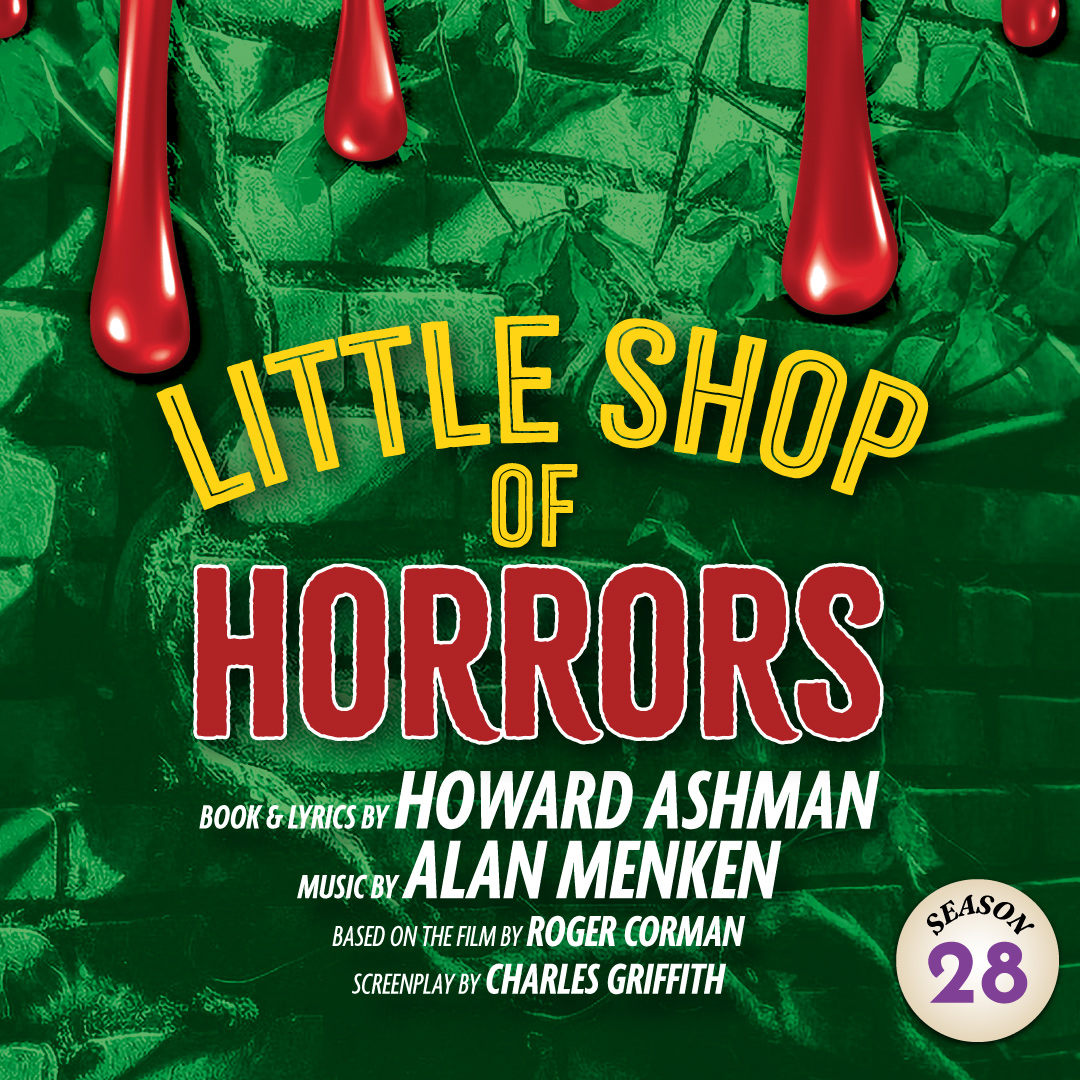 LITTLE SHOP
OF
HORRORS
BOOK & LYRICS BY HOWARD ASHMAN
MUSIC BY ALAN MENKEN
BASED ON THE FILM BY ROGER CORMAN
SCREENPLAY BY CHARLES GRIFFITH
SEASON
28